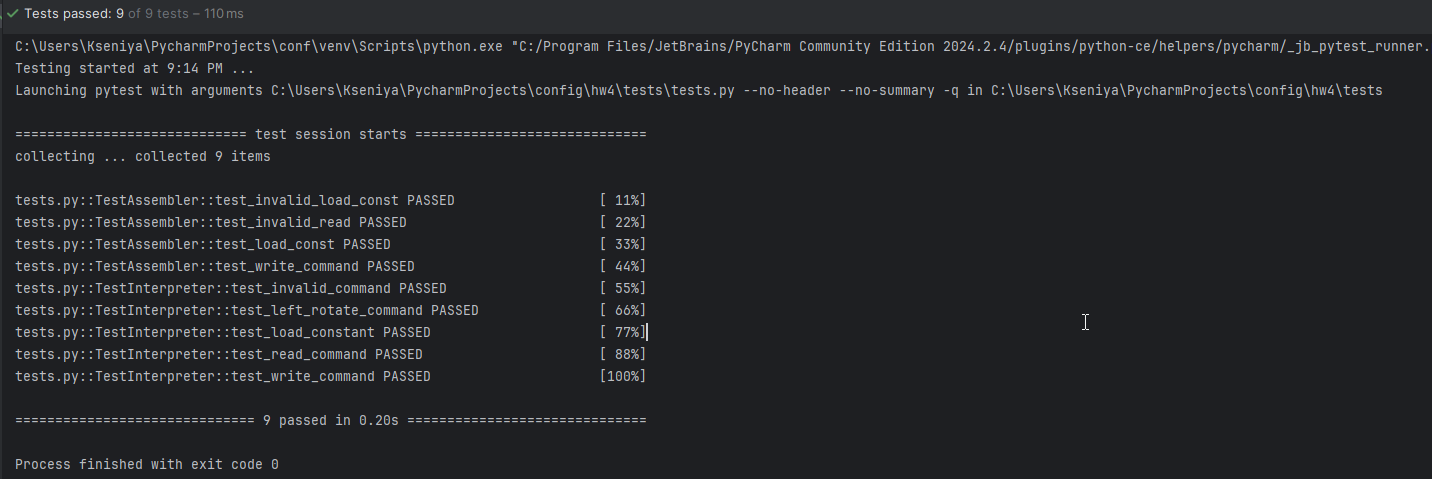 Tests passed: 9 of 9 tests – 110 ms
C:\Users\Kseniya\PycharmProjects\conf\venv\Scripts\python.exe "C:/Program Files/JetBrains/PyCharm Community Edition 2024.2.4/plugins/python-ce/helpers/pycharm/_jb_pytest_runner.
Testing started at 9:14 PM ...
Launching pytest with arguments C:\Users\Kseniya\PycharmProjects\config\hw4\tests\tests.py --no-header --no-summary -q in C:\Users\Kseniya\PycharmProjects\config\hw4\tests
============================= test session starts =============================
collecting ... collected 9 items
tests.py::TestAssembler::test_invalid_load_const PASSED                  [ 11%]
tests.py::TestAssembler::test_invalid_read PASSED                        [ 22%]
tests.py::TestAssembler::test_load_const PASSED                          [ 33%]
tests.py::TestAssembler::test_write_command PASSED                       [ 44%]
tests.py::TestInterpreter::test_invalid_command PASSED                   [ 55%]
tests.py::TestInterpreter::test_left_rotate_command PASSED               [ 66%]
tests.py::TestInterpreter::test_load_constant PASSED                     [ 77%]
tests.py::TestInterpreter::test_read_command PASSED                      [ 88%]
tests.py::TestInterpreter::test_write_command PASSED                     [100%]
============================== 9 passed in 0.20s ==============================
Process finished with exit code 0